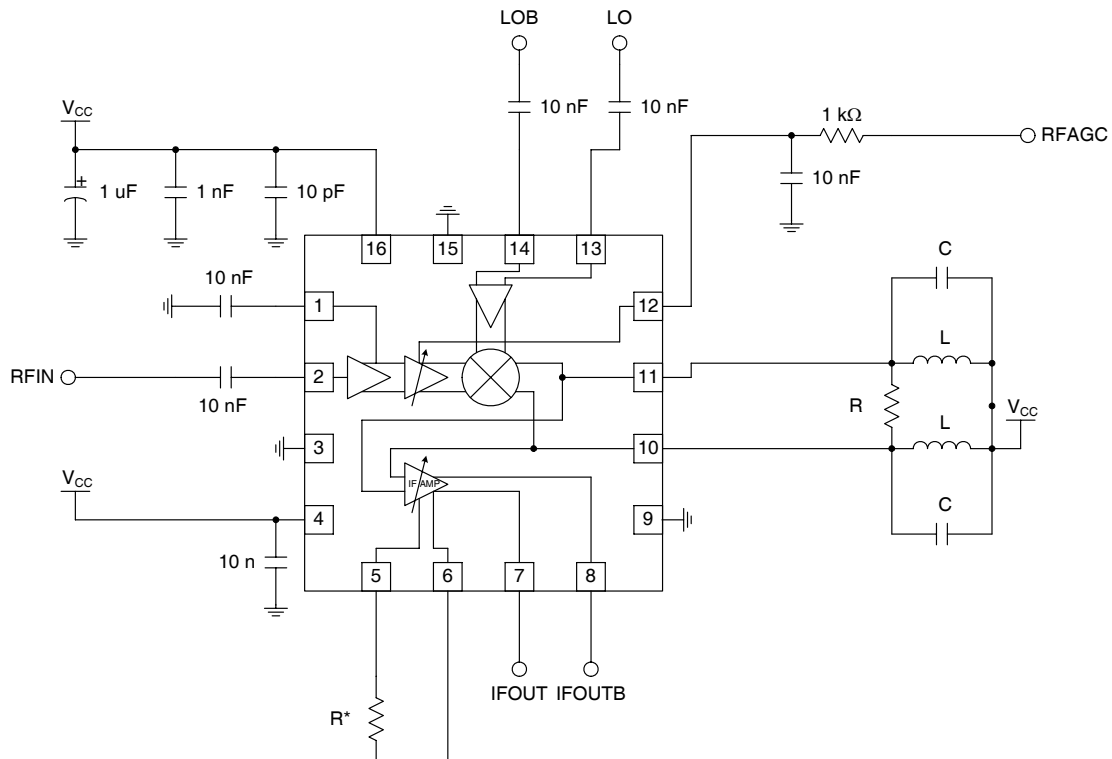 LOB LO
10 nF 10 nF
VCC
1 kΩ
RFAGC
+
1 uF 1 nF 10 pF
10 nF
16 15 14 13
C
10 nF
1 12
L
RFIN 2 11
10 nF
R
L VCC
3 10
IF AMP
VCC
4 9
C
10 n
5 6 7 8
IFOUT IFOUTB
R*